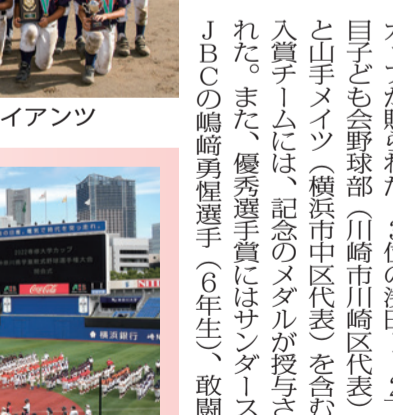 目子ども会野球部（川崎市川崎区代表）
と山手メイツ（横浜市中区代表）を含む
入賞チームには、記念のメダルが授与さ
れた。また、優秀選手賞にはサンダース
ＪＢＣの嶋﨑勇惺選手（６年生）、敢闘
イアンツ
Coca-Cola
横浜銀行